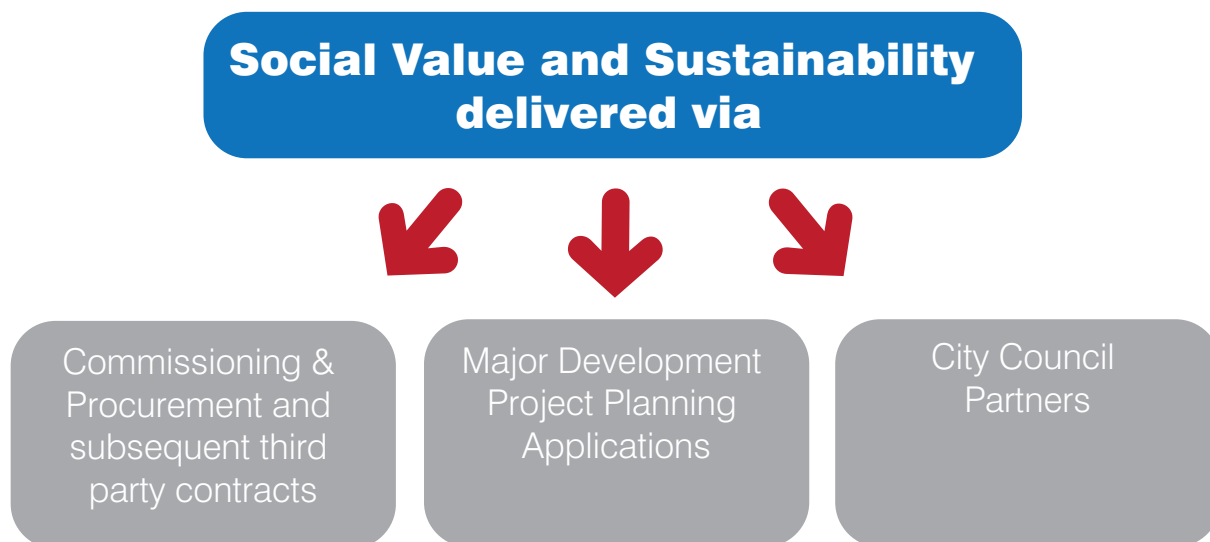 Social Value and Sustainability
delivered via
Commissioning &
Procurement and
subsequent third
party contracts
Major Development
Project Planning
Applications
City Council
Partners